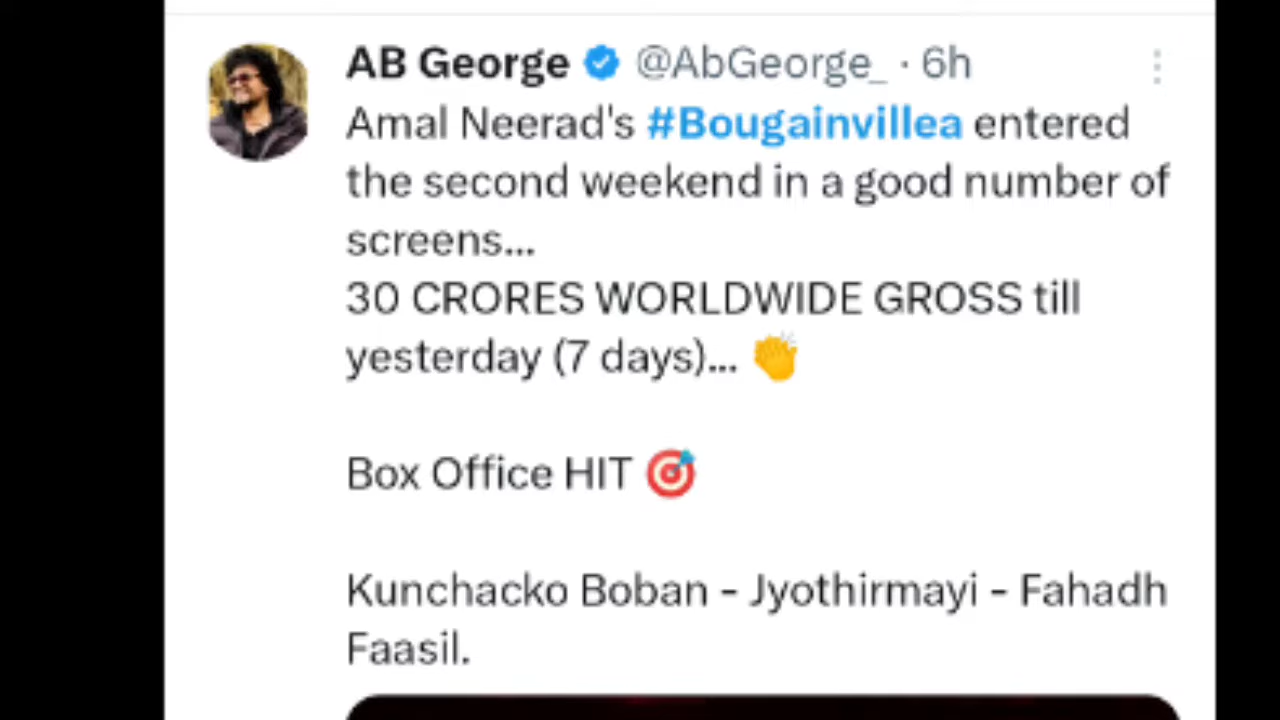 AB George @AbGeorge_ · 6h
Amal Neerad's #Bougainvillea entered
the second weekend in a good number of
screens...
30 CRORES WORLDWIDE GROSS till
yesterday (7 days)... 👏
Box Office HIT 🎯
Kunchacko Boban - Jyothirmayi - Fahadh
Faasil.